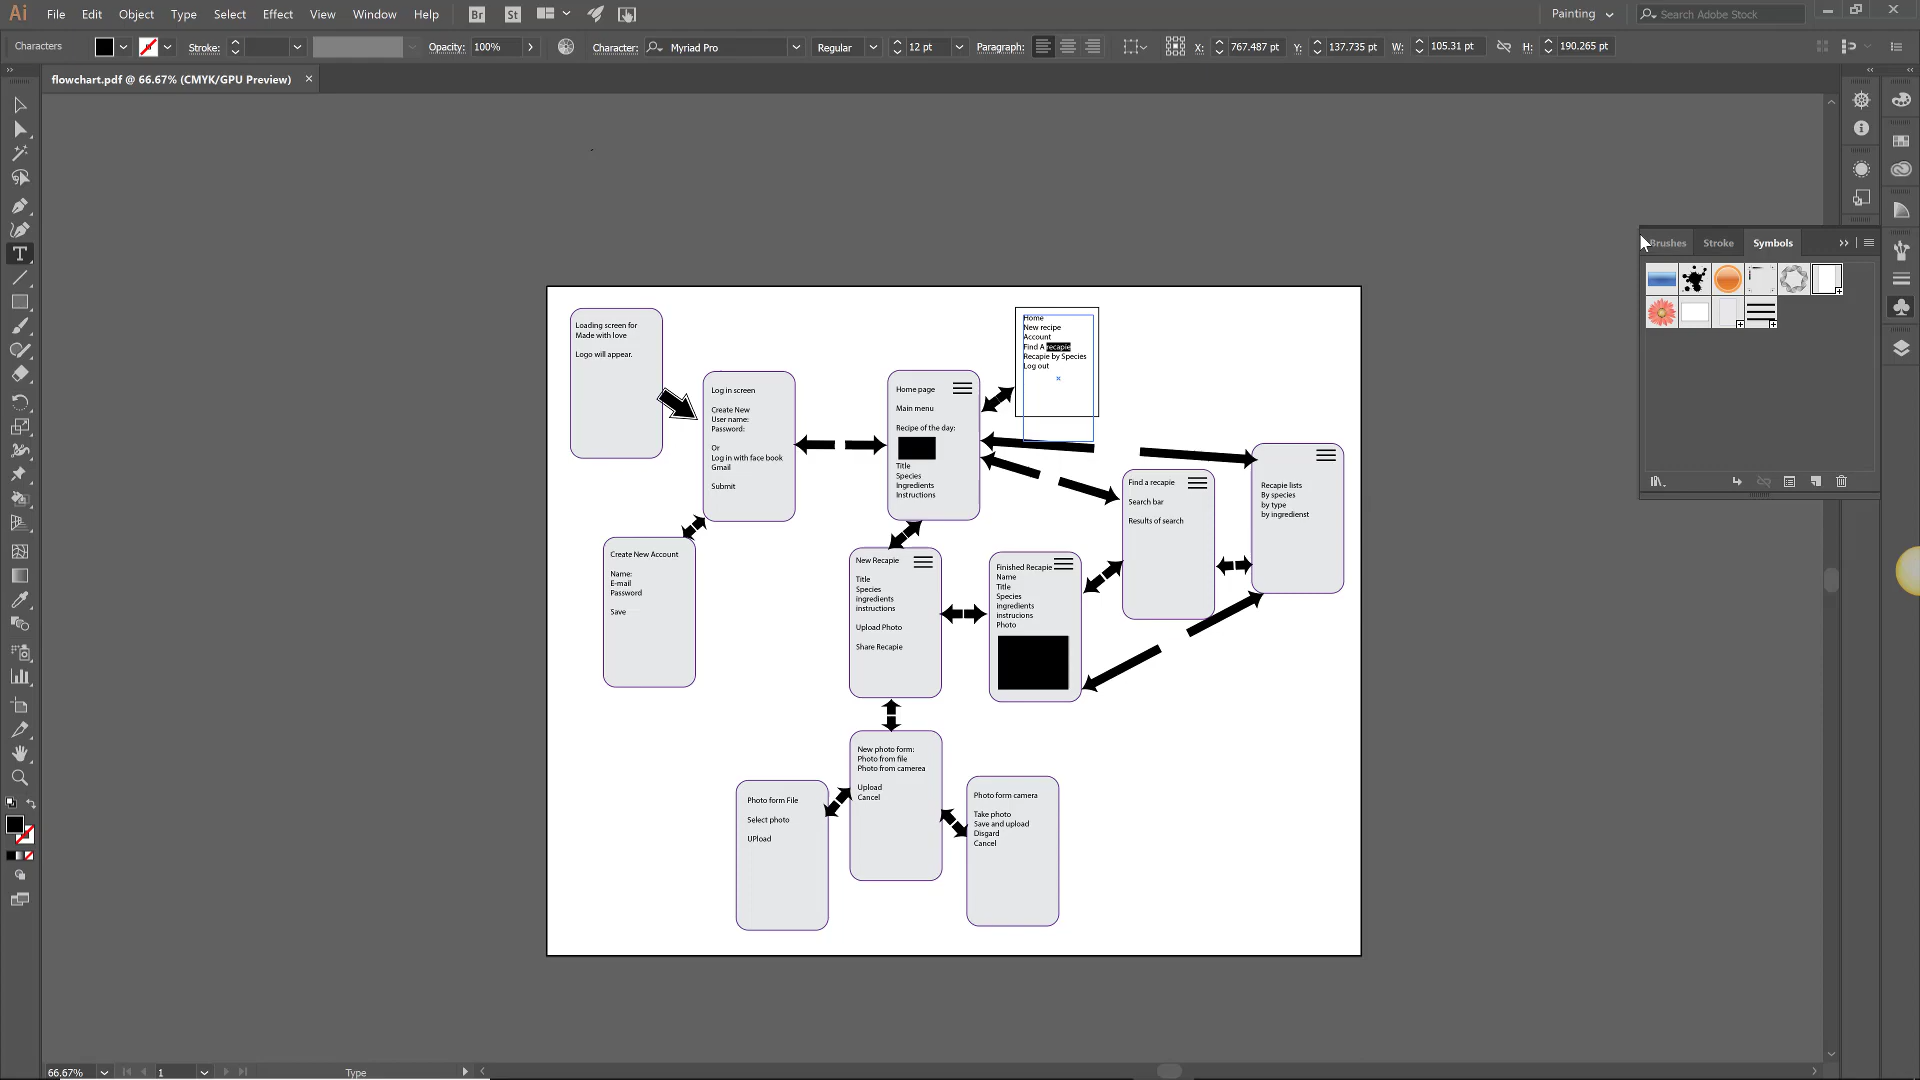 Ai File Edit Object Type Select Effect View Window Help Br St Painting Search Adobe Stock
Characters Stroke: Opacity: 100% Character: Myriad Pro Regular 12 pt Paragraph: X: 767.487 pt Y: 137.735 pt W: 105.31 pt H: 190.265 pt
flowchart.pdf @ 66.67% (CMYK/GPU Preview)
Brushes Stroke Symbols
Loading screen for
Made with love
Logo will appear.
Log in screen
Create New
User name:
Password:
Or
Log in with face book
Gmail
Submit
Create New Account
Name:
E-mail
Password
Save
Home page
Main menu
Recipe of the day:
Title
Species
Ingredients
Instructions
Home
New recipe
Account
Find A recapie
Recapie by Species
Log out
Find a recapie
Search bar
Results of search
Recapie lists
By species
by type
by ingredienst
New Recapie
Title
Species
ingredients
instructions
Upload Photo
Share Recapie
Finished Recapie
Name
Title
Species
ingredients
instrucions
Photo
New photo form:
Photo from file
Photo from camerea
Upload
Cancel
Photo form File
Select photo
UPload
Photo form camera
Take photo
Save and upload
Disgard
Cancel
66.67% 1 Type